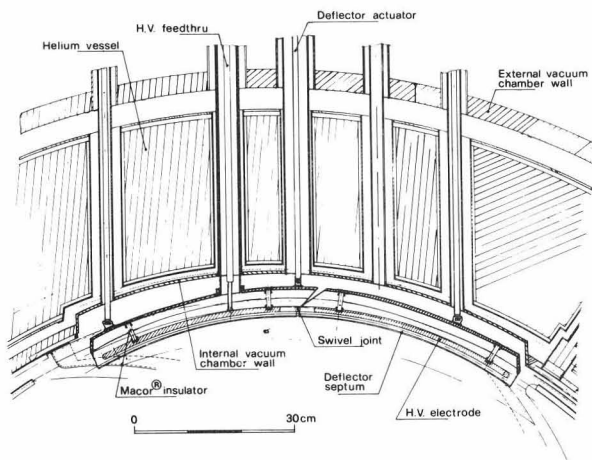 Deflector actuator
H.V. feedthru
Helium vessel
External vacuum
chamber wall
Swivel joint
Internal vacuum
chamber wall
Deflector
septum
Macor® insulator
H.V. electrode
0 30cm